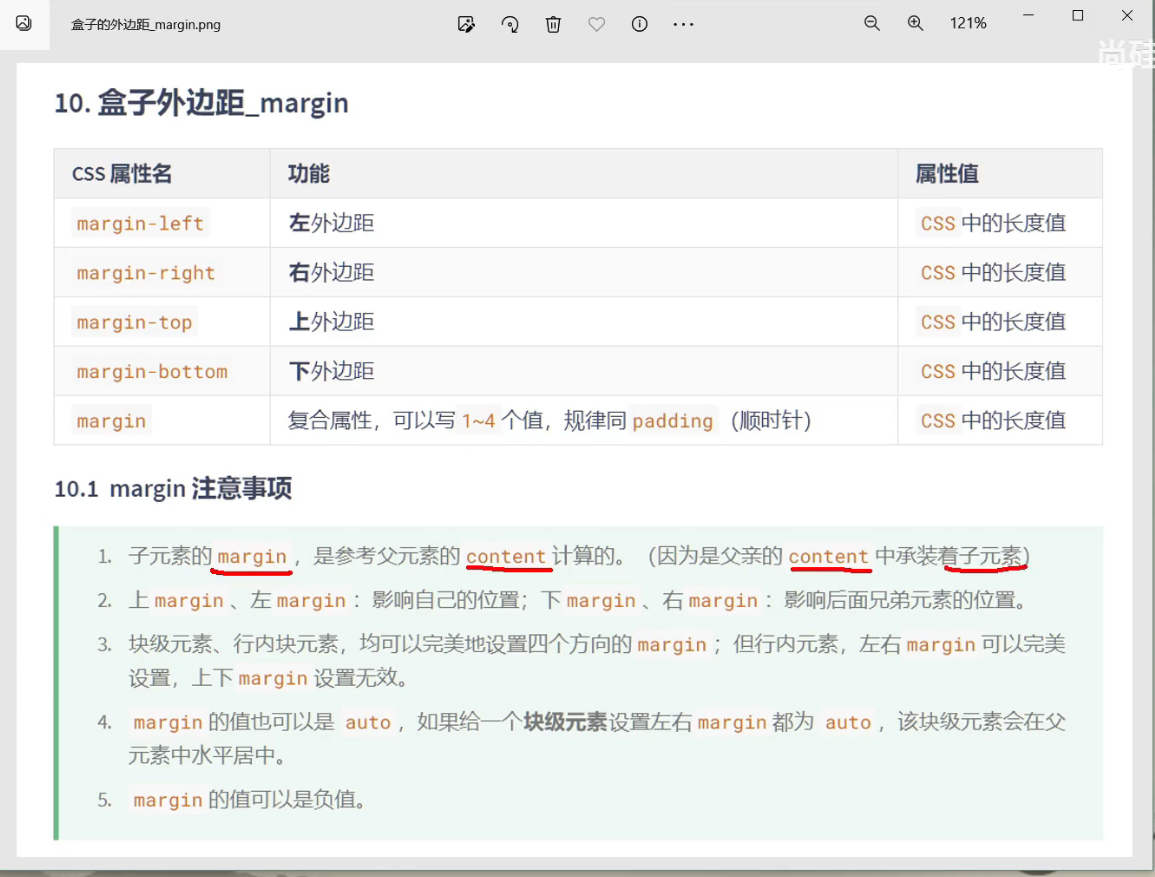 盒子的外边距_margin.png
121%
尚硅
10. 盒子外边距_margin
CSS 属性名 功能 属性值
margin-left 左外边距 CSS 中的长度值
margin-right 右外边距 CSS 中的长度值
margin-top 上外边距 CSS 中的长度值
margin-bottom 下外边距 CSS 中的长度值
margin 复合属性，可以写 1~4 个值，规律同 padding （顺时针） CSS 中的长度值
10.1 margin 注意事项
1. 子元素的 margin ，是参考父元素的 content 计算的。（因为是父亲的 content 中承装着子元素）
2. 上 margin 、左 margin ：影响自己的位置；下 margin 、右 margin ：影响后面兄弟元素的位置。
3. 块级元素、行内块元素，均可以完美地设置四个方向的 margin ；但行内元素，左右 margin 可以完美
设置，上下 margin 设置无效。
4. margin 的值也可以是 auto ，如果给一个块级元素设置左右 margin 都为 auto ，该块级元素会在父
元素中水平居中。
5. margin 的值可以是负值。